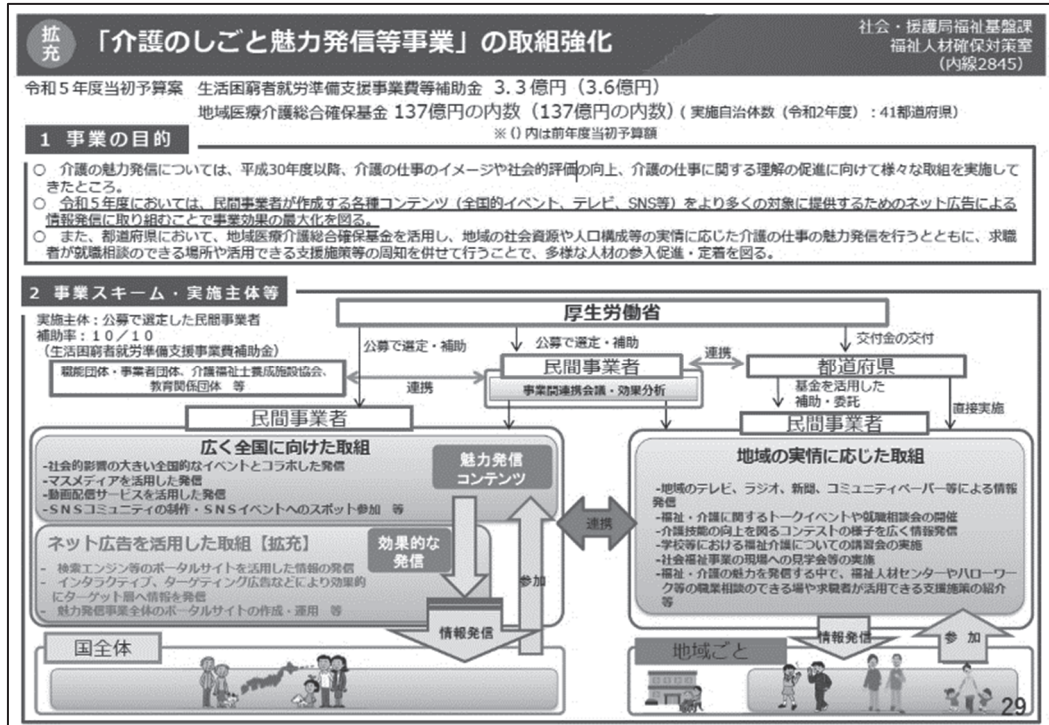 拡充
「介護のしごと魅力発信等事業」の取組強化
社会・援護局福祉基盤課
福祉人材確保対策室
(内線2845)
令和5年度当初予算案 生活困窮者就労準備支援事業費等補助金 3.3億円(3.6億円)
地域医療介護総合確保基金 137億円の内数(137億円の内数)(実施自治体数(令和2年度):41都道府県)
※()内は前年度当初予算額
1 事業の目的
○ 介護の魅力発信については、平成30年度以降、介護の仕事のイメージや社会的評価の向上、介護の仕事に関する理解の促進に向けて様々な取組を実施して
きたところ。
○ 令和5年度においては、民間事業者が作成する各種コンテンツ(全国的イベント、テレビ、SNS等)をより多くの対象に提供するためのネット広告による
情報発信に取り組むことで事業効果の最大化を図る。
○ また、都道府県において、地域医療介護総合確保基金を活用し、地域の社会資源や人口構成等の実情に応じた介護の仕事の魅力発信を行うとともに、求職
者が就職相談のできる場所や活用できる支援施策等の周知を併せて行うことで、多様な人材の参入促進・定着を図る。
2 事業スキーム・実施主体等
実施主体:公募で選定した民間事業者
補助率:10/10
(生活困窮者就労準備支援事業費補助金)
厚生労働省
公募で選定・補助
公募で選定・補助
交付金の交付
職能団体・事業者団体、介護福祉士養成施設協会、
教育関係団体 等
連携
民間事業者
事業間連携会議・効果分析
連携
都道府県
基金を活用した
補助・委託
直接実施
民間事業者
広く全国に向けた取組
-社会的影響の大きい全国的なイベントとコラボした発信
-マスメディアを活用した発信
-動画配信サービスを活用した発信
-SNSコミュニティの制作・SNSイベントへのスポット参加 等
魅力発信
コンテンツ
ネット広告を活用した取組【拡充】
- 検索エンジン等のポータルサイトを活用した情報の発信
- インタラクティブ、ターゲティング広告などにより効果的
にターゲット層へ情報を発信
- 魅力発信事業全体のポータルサイトの作成・運用 等
効果的な
発信
参加
情報発信
国全体
連携
民間事業者
地域の実情に応じた取組
-地域のテレビ、ラジオ、新聞、コミュニティペーパー等による情報
発信
-福祉・介護に関するトークイベントや就職相談会の開催
-介護技能の向上を図るコンテストの様子を広く情報発信
-学校等における福祉介護についての講習会の実施
-社会福祉事業の現場への見学会等の実施
-福祉・介護の魅力を発信する中で、福祉人材センターやハローワー
ク等の職業相談のできる場や求職者が活用できる支援施策の紹介
等
情報発信
参加
地域ごと
29